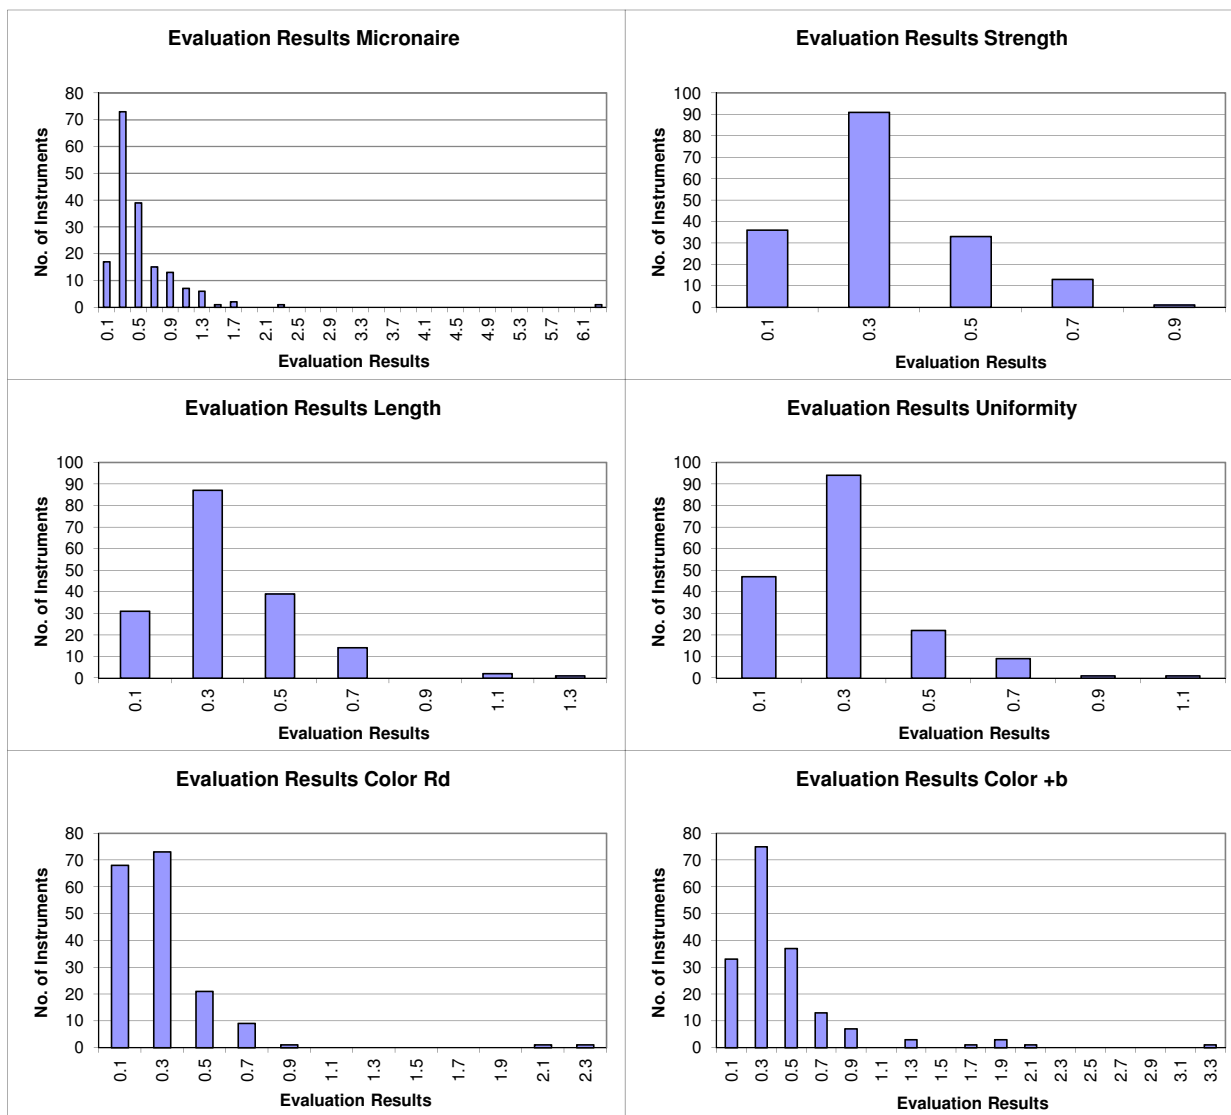 Evaluation Results Micronaire
80
70
60
50
40
30
20
10
0
No. of Instruments
0.1 0.5 0.9 1.3 1.7 2.1 2.5 2.9 3.3 3.7 4.1 4.5 4.9 5.3 5.7 6.1
Evaluation Results
Evaluation Results Strength
100
90
80
70
60
50
40
30
20
10
0
No. of Instruments
0.1 0.3 0.5 0.7 0.9
Evaluation Results
Evaluation Results Length
100
90
80
70
60
50
40
30
20
10
0
No. of Instruments
0.1 0.3 0.5 0.7 0.9 1.1 1.3
Evaluation Results
Evaluation Results Uniformity
100
90
80
70
60
50
40
30
20
10
0
No. of Instruments
0.1 0.3 0.5 0.7 0.9 1.1
Evaluation Results
Evaluation Results Color Rd
80
70
60
50
40
30
20
10
0
No. of Instruments
0.1 0.3 0.5 0.7 0.9 1.1 1.3 1.5 1.7 1.9 2.1 2.3
Evaluation Results
Evaluation Results Color +b
80
70
60
50
40
30
20
10
0
No. of Instruments
0.1 0.3 0.5 0.7 0.9 1.1 1.3 1.5 1.7 1.9 2.1 2.3 2.5 2.7 2.9 3.1 3.3
Evaluation Results